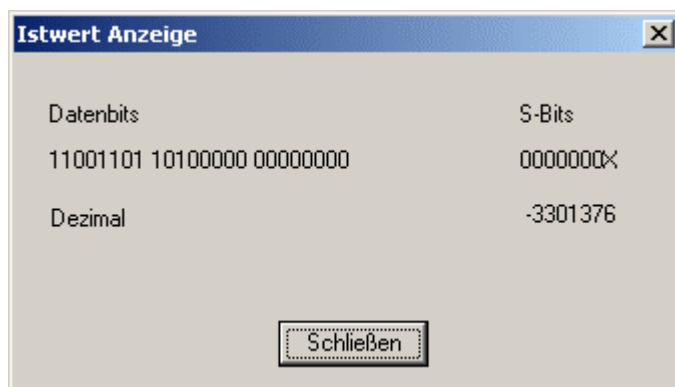 Istwert Anzeige
Datenbits S-Bits
11001101 10100000 00000000 0000000X
Dezimal -3301376
Schließen